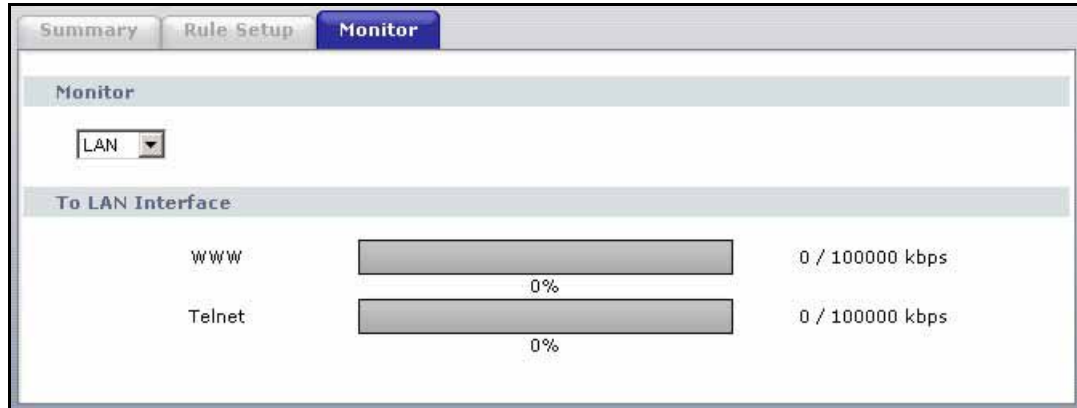 Summary Rule Setup Monitor
Monitor
LAN
To LAN Interface
WWW 0 / 100000 kbps
0%
Telnet 0 / 100000 kbps
0%